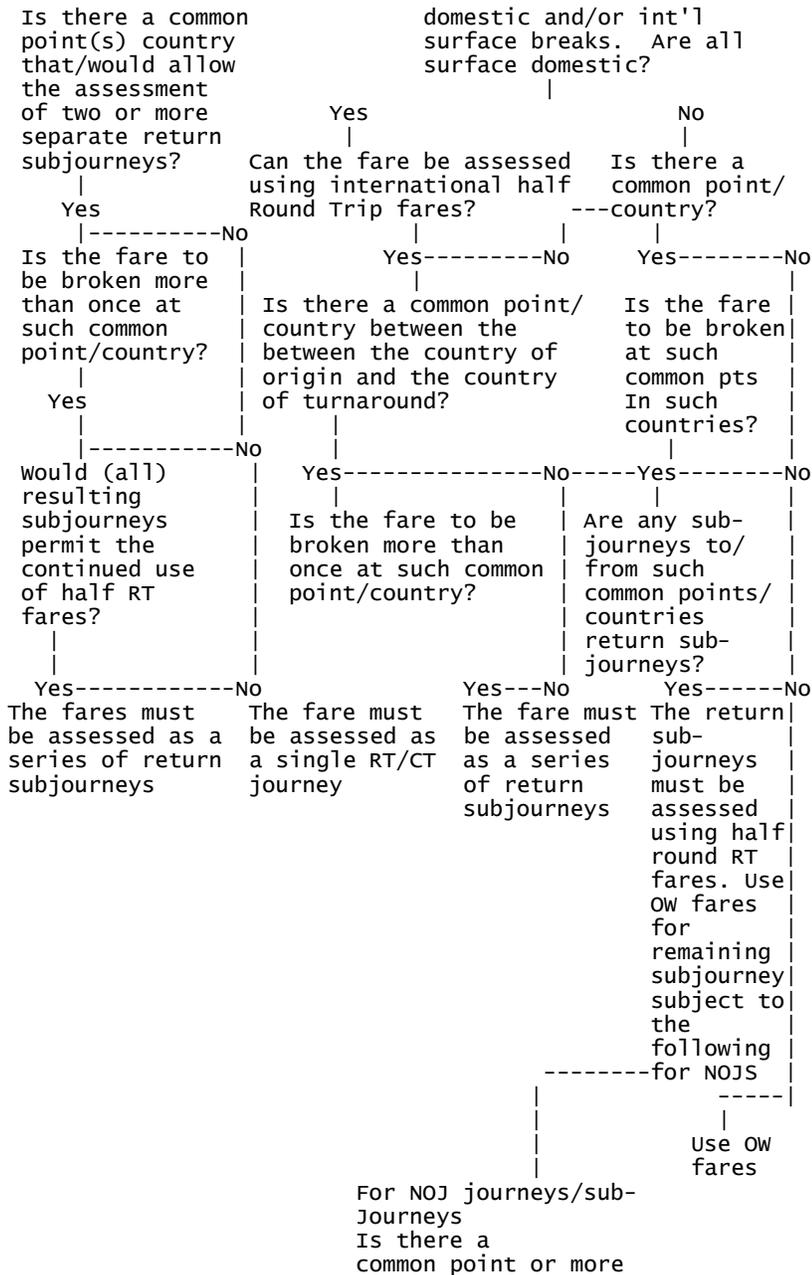 Is there a common                    domestic and/or int'l
point(s) country                     surface breaks.  Are all
that/would allow                     surface domestic?
the assessment                                 |
of two or more               Yes                       No
separate return               |                        |
subjourneys?        Can the fare be assessed   Is there a
    |               using international half   common point/
   Yes              Round Trip fares?       ---country?
    |----------No              |           |       |
Is the fare to  |            Yes---------No      Yes--------No
be broken more  |              |                            |
than once at    | Is there a common point/   Is the fare |
such common     | country between the        to be broken|
point/country?  | between the country of     at such     |
    |           | origin and the country     common pts  |
  Yes           | of turnaround?             In such     |
    |           |       |                    countries?  |
    |-----------No      |                        |       |
Would (all)      |   Yes---------------No-----Yes--------No
resulting        |    |                 |      |         |
subjourneys      |  Is the fare to be   | Are any sub-   |
permit the       |  broken more than    | journeys to/   |
continued use    |  once at such common | from such      |
of half RT       |  point/country?      | common points/ |
fares?           |                      | countries      |
  |              |                      | return sub-    |
  |              |                      | journeys?      |
 Yes------------No               Yes---No       Yes------No
The fares must    The fare must   The fare must The return|
be assessed as a  be assessed as  be assessed   sub-      |
series of return  a single RT/CT  as a series   journeys  |
subjourneys       journey         of return     must be   |
                                  subjourneys   assessed  |
                                                using half|
                                                round RT  |
                                                fares. Use|
                                                OW fares  |
                                                for       |
                                                remaining |
                                                subjourney|
                                                subject to|
                                                the       |
                                                following |
                                        --------for NOJS  |
                                        |            -----|
                                        |            |
                                        |          Use OW
                                        |          fares
                          For NOJ journeys/sub-
                          Journeys
                          Is there a
                          common point or more